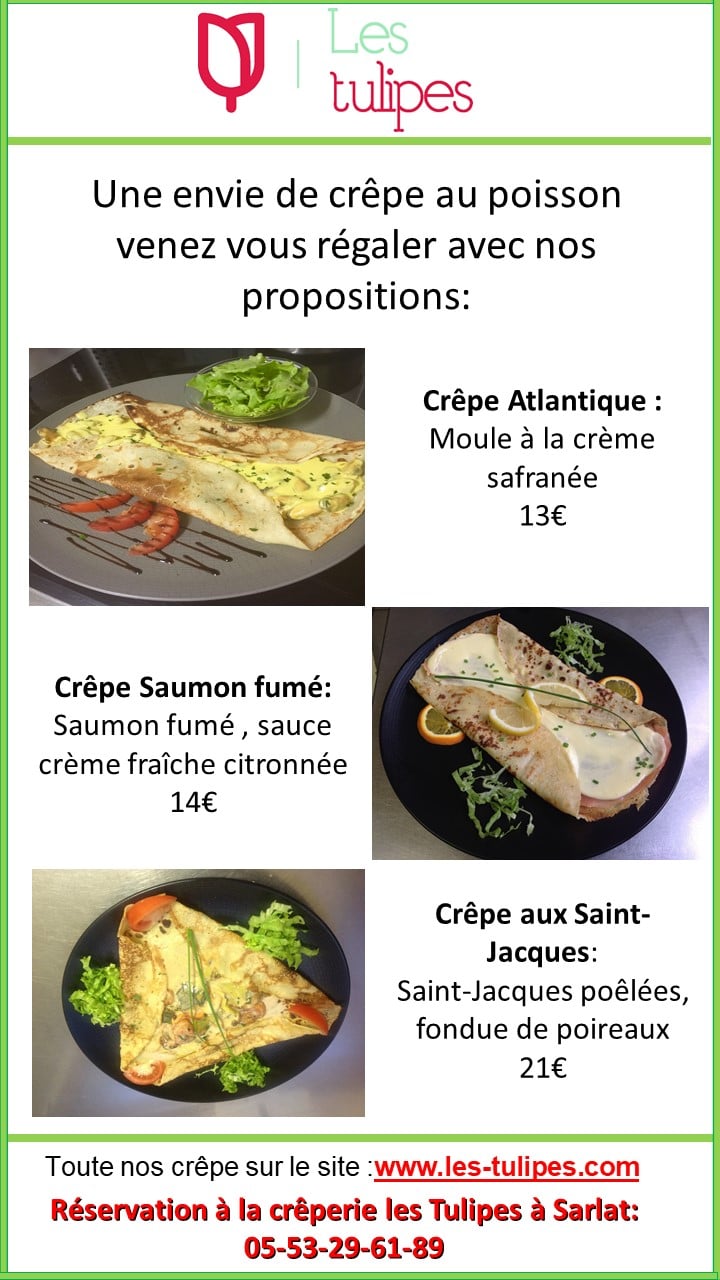 Les
tulipes
Une envie de crêpe au poisson
venez vous régaler avec nos
propositions:
Crêpe Atlantique :
Moule à la crème
safranée
13€
Crêpe Saumon fumé:
Saumon fumé , sauce
crème fraîche citronnée
14€
Crêpe aux Saint-
Jacques:
Saint-Jacques poêlées,
fondue de poireaux
21€
Toute nos crêpe sur le site :www.les-tulipes.com
Réservation à la crêperie les Tulipes à Sarlat:
05-53-29-61-89